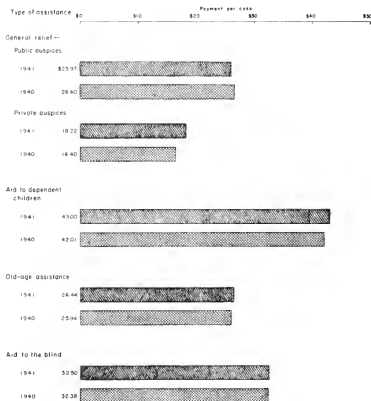 Type of assistance
Payment per case
$0 $10 $20 $30 $40 $50
General relief—
Public auspices
1941 $25.97
1940 26.60
Private auspices
1941 18.22
1940 16.40
Aid to dependent
children
1941 43.00
1940 42.01
Old-age assistance
1941 26.44
1940 25.94
Aid to the blind
1941 32.50
1940 32.38